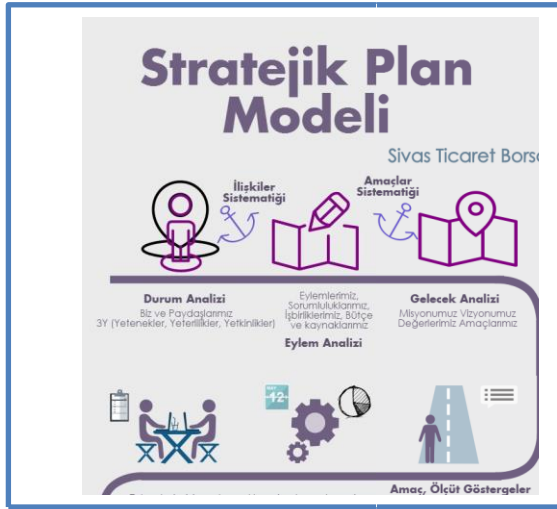 Stratejik Plan
Modeli
Sivas Ticaret Bors
İlişkiler
Sistematiği
Amaçlar
Sistematiği
Durum Analizi
Biz ve Paydaşlarımız
3Y (Yetenekler, Yeterlilikler, Yetkinlikler)
Eylemlerimiz,
Sorumluluklarımız,
İşbirliklerimiz, Bütçe
ve kaynaklarımız
Eylem Analizi
Gelecek Analizi
Misyonumuz Vizyonumuz
Değerlerimiz Amaçlarımız
12
Amaç, Ölçüt Göstergeler